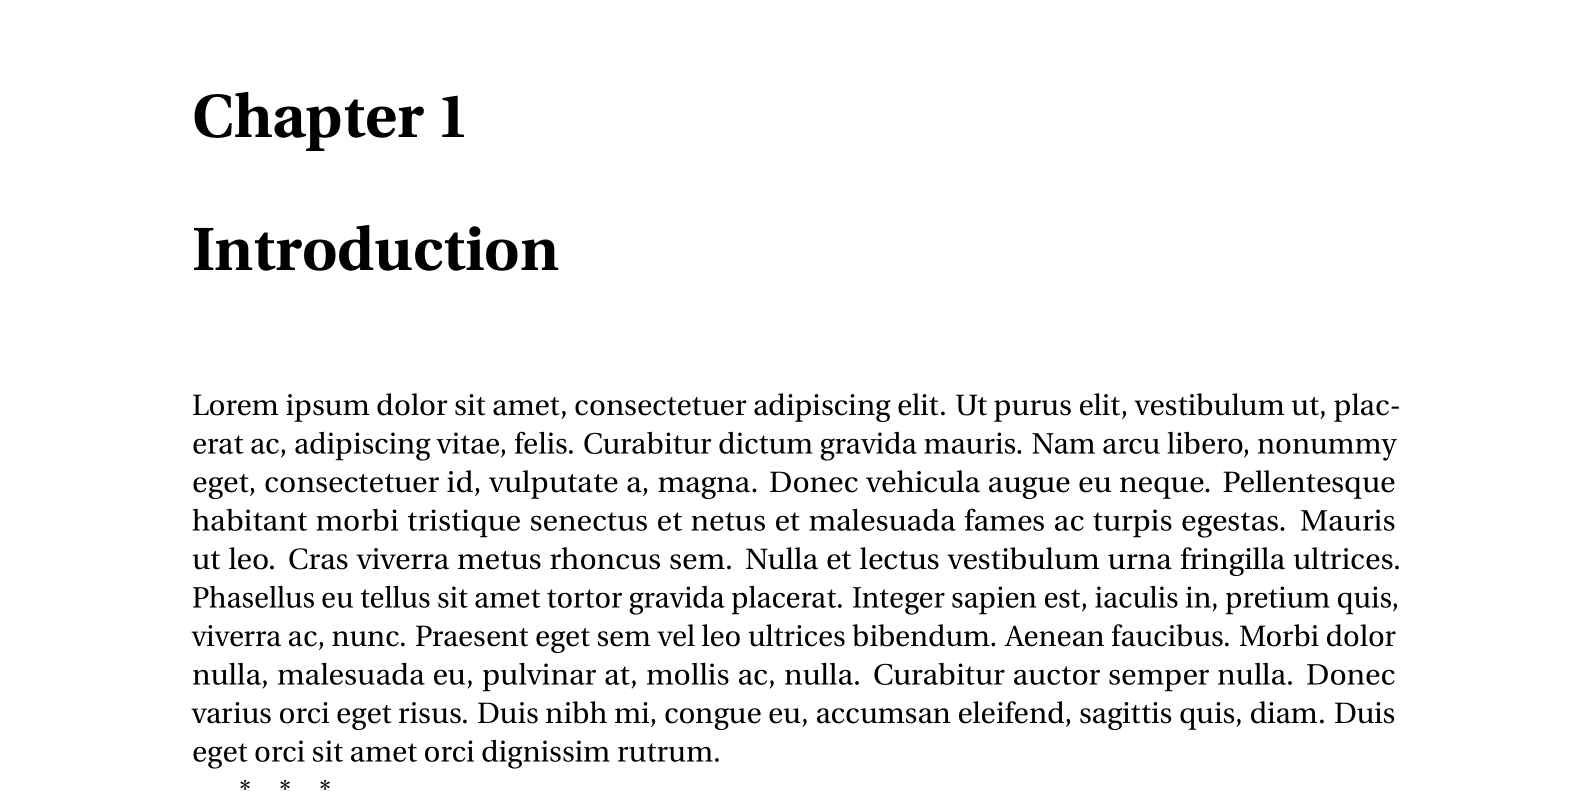 Chapter 1
Introduction
Lorem ipsum dolor sit amet, consectetuer adipiscing elit. Ut purus elit, vestibulum ut, plac-
erat ac, adipiscing vitae, felis. Curabitur dictum gravida mauris. Nam arcu libero, nonummy
eget, consectetuer id, vulputate a, magna. Donec vehicula augue eu neque. Pellentesque
habitant morbi tristique senectus et netus et malesuada fames ac turpis egestas. Mauris
ut leo. Cras viverra metus rhoncus sem. Nulla et lectus vestibulum urna fringilla ultrices.
Phasellus eu tellus sit amet tortor gravida placerat. Integer sapien est, iaculis in, pretium quis,
viverra ac, nunc. Praesent eget sem vel leo ultrices bibendum. Aenean faucibus. Morbi dolor
nulla, malesuada eu, pulvinar at, mollis ac, nulla. Curabitur auctor semper nulla. Donec
varius orci eget risus. Duis nibh mi, congue eu, accumsan eleifend, sagittis quis, diam. Duis
eget orci sit amet orci dignissim rutrum.
* * *